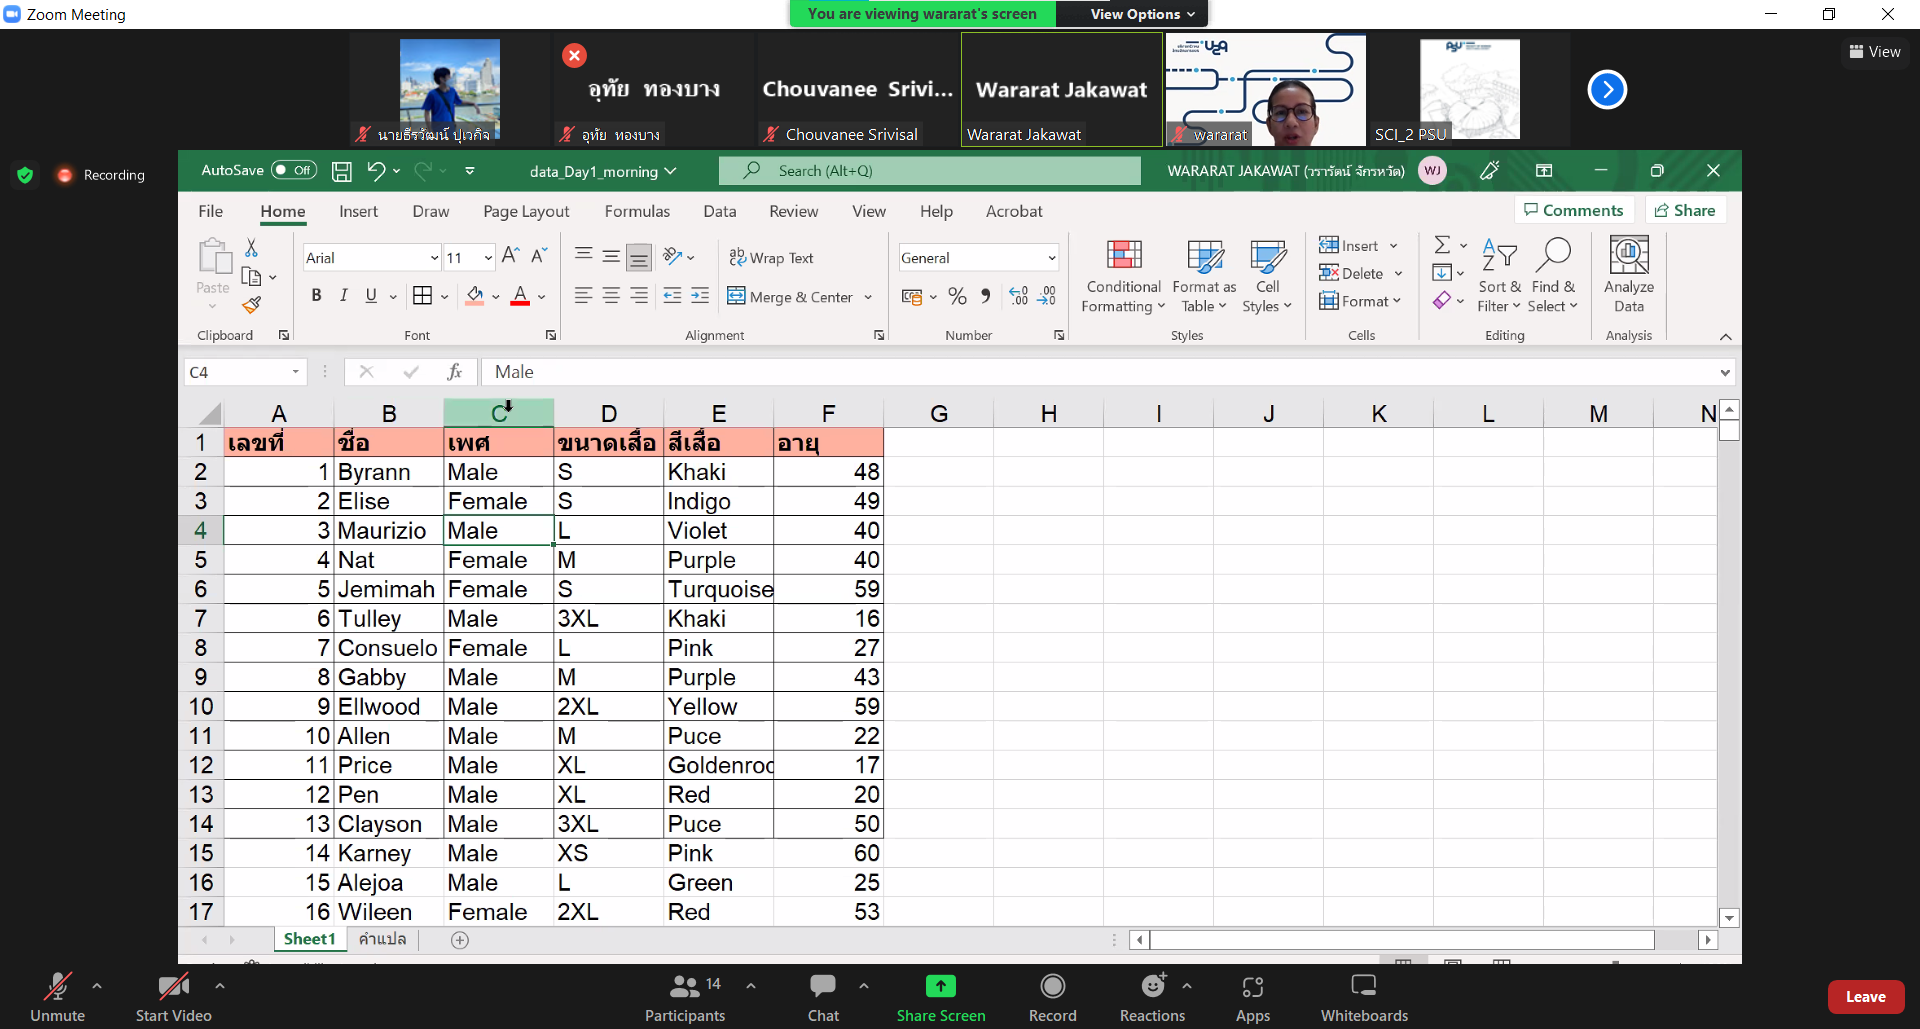 Zoom Meeting
You are viewing wararat's screen
View Options
View
นายธีรวัฒน์ ปุเวกิจ
อุทัย ทองบาง
อุทัย ทองบาง
Chouvanee Srivi...
Chouvanee Srivisal
Wararat Jakawat
Wararat Jakawat
wararat
PSU
SCI_2 PSU
Recording
AutoSave Off
data_Day1_morning
Search (Alt+Q)
WARARAT JAKAWAT (วรารัตน์ จักรหวัด)
WJ
File Home Insert Draw Page Layout Formulas Data Review View Help Acrobat
Comments Share
Paste
Clipboard
Arial 11
B I U
Font
Wrap Text
Merge & Center
Alignment
General
Number
Conditional Formatting
Format as Table
Cell Styles
Styles
Insert
Delete
Format
Cells
Sort & Filter
Find & Select
Editing
Analyze Data
Analysis
C4 fx Male
A B C D E F G H I J K L M N
1 เลขที่ ชื่อ เพศ ขนาดเสื้อ สีเสื้อ อายุ
2 1 Byrann Male S Khaki 48
3 2 Elise Female S Indigo 49
4 3 Maurizio Male L Violet 40
5 4 Nat Female M Purple 40
6 5 Jemimah Female S Turquoise 59
7 6 Tulley Male 3XL Khaki 16
8 7 Consuelo Female L Pink 27
9 8 Gabby Male M Purple 43
10 9 Ellwood Male 2XL Yellow 59
11 10 Allen Male M Puce 22
12 11 Price Male XL Goldenroc 17
13 12 Pen Male XL Red 20
14 13 Clayson Male 3XL Puce 50
15 14 Karney Male XS Pink 60
16 15 Alejoa Male L Green 25
17 16 Wileen Female 2XL Red 53
Sheet1 คำแปล
Unmute
Start Video
14
Participants
Chat
Share Screen
Record
Reactions
Apps
Whiteboards
Leave